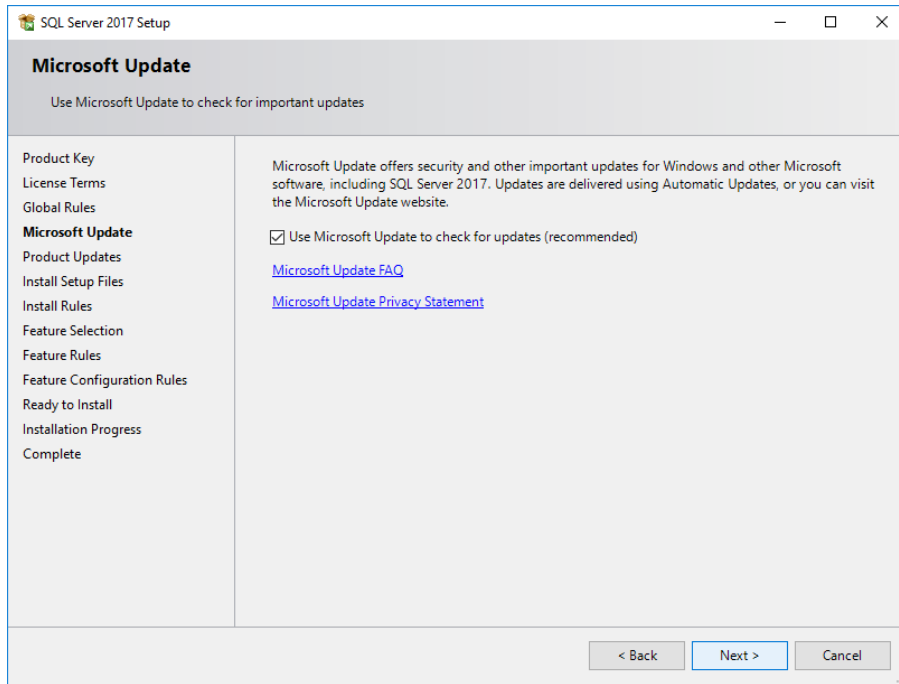 SQL Server 2017 Setup
Microsoft Update
Use Microsoft Update to check for important updates
Product Key
License Terms
Global Rules
Microsoft Update
Product Updates
Install Setup Files
Install Rules
Feature Selection
Feature Rules
Feature Configuration Rules
Ready to Install
Installation Progress
Complete
Microsoft Update offers security and other important updates for Windows and other Microsoft
software, including SQL Server 2017. Updates are delivered using Automatic Updates, or you can visit
the Microsoft Update website.
Use Microsoft Update to check for updates (recommended)
Microsoft Update FAQ
Microsoft Update Privacy Statement
< Back
Next >
Cancel